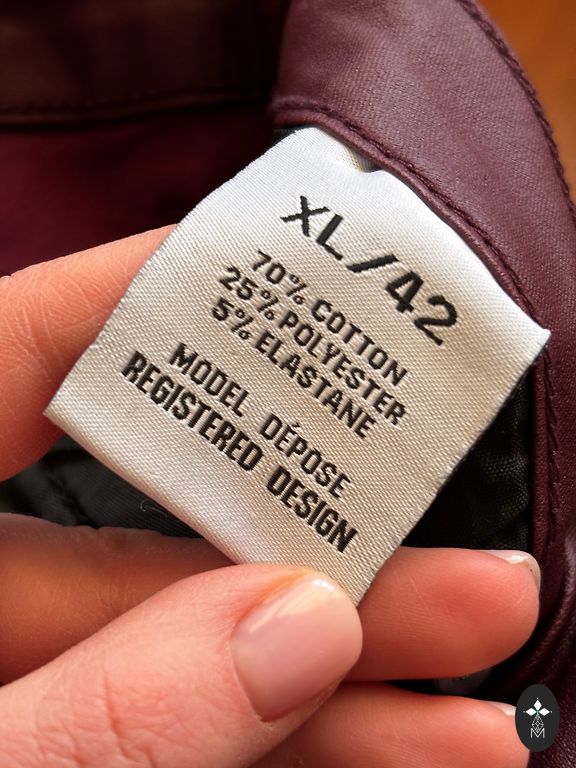 XL/42
70% COTTON
25% POLYESTER
5% ELASTANE
MODEL DÉPOSE
REGISTERED DESIGN
M